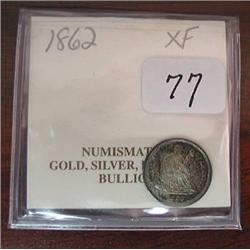 1862 XF
77
NUMISMAT
GOLD, SILVER,
BULLIO